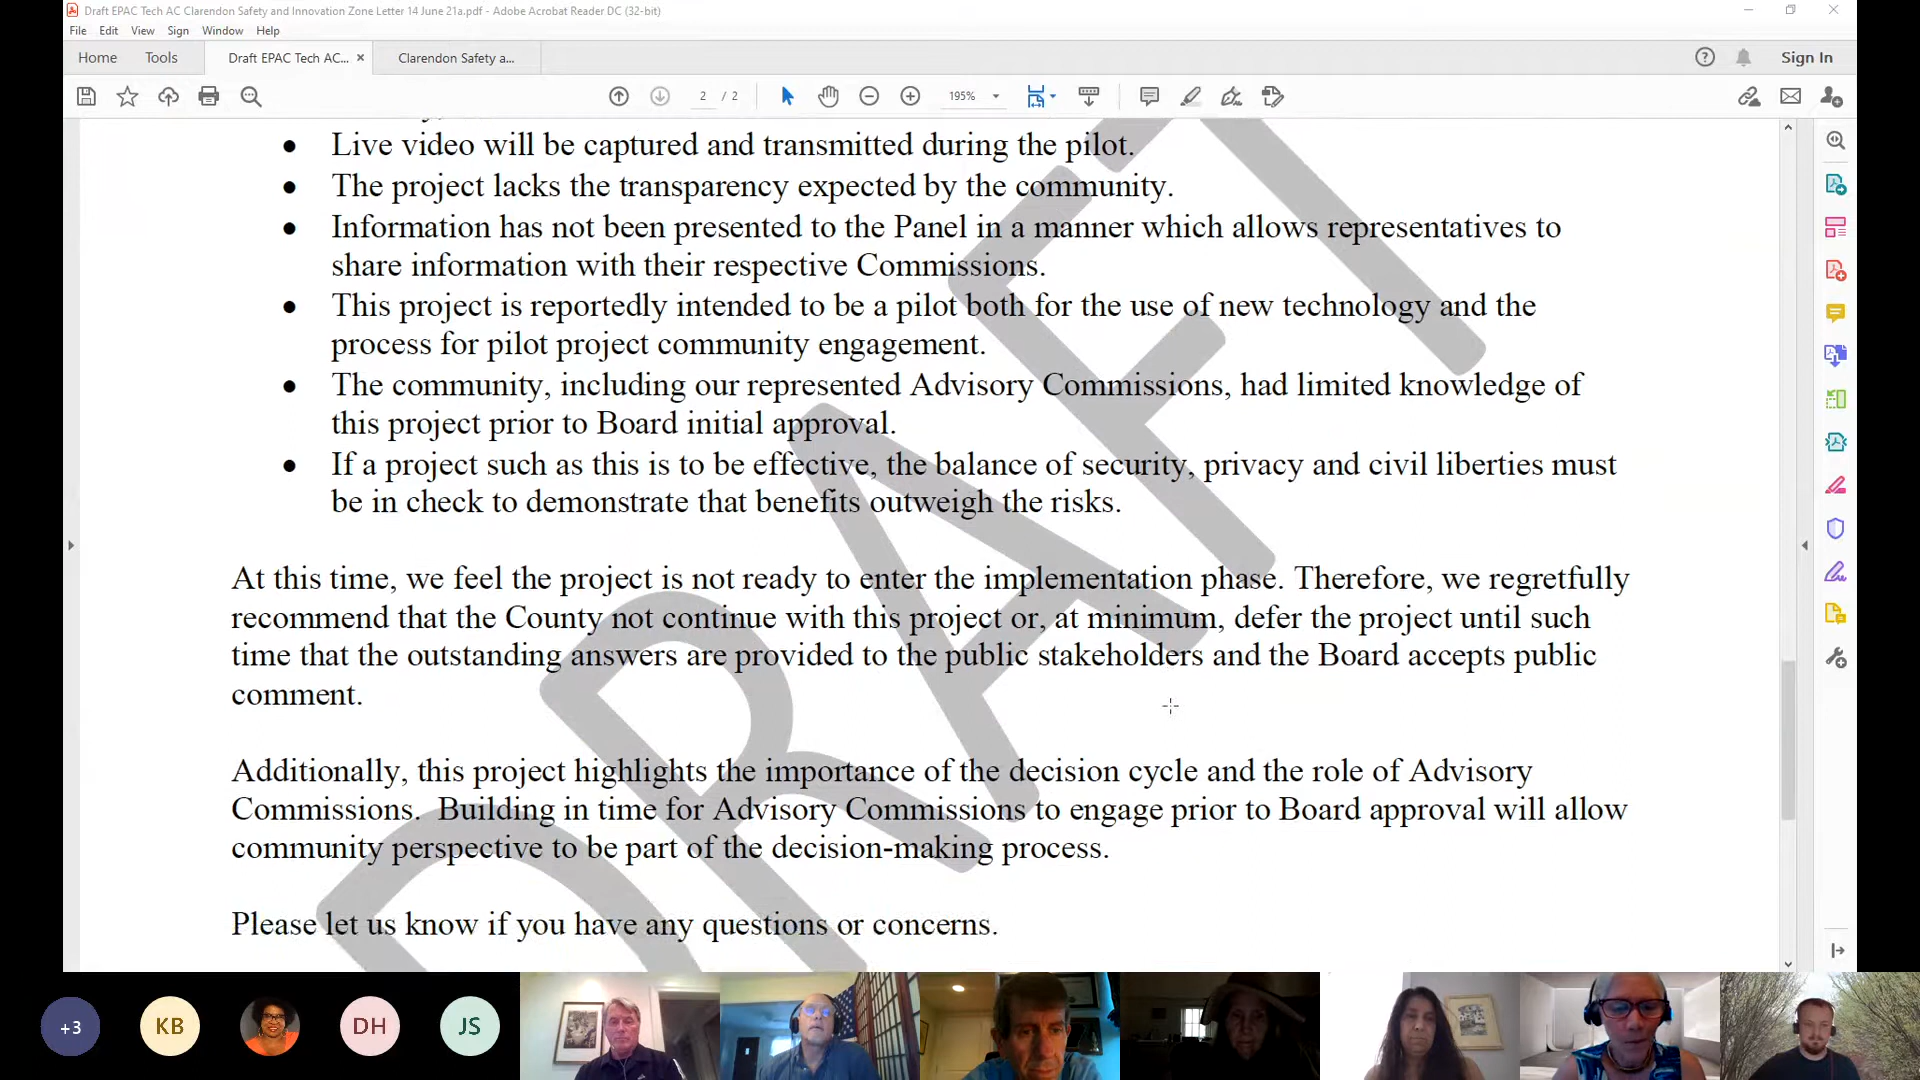 Draft EPAC Tech AC Clarendon Safety and Innovation Zone Letter 14 June 21a.pdf - Adobe Acrobat Reader DC (32-bit)
File Edit View Sign Window Help
Home Tools Draft EPAC Tech AC... × Clarendon Safety a... Sign In
2 / 2 195%
• Live video will be captured and transmitted during the pilot.
• The project lacks the transparency expected by the community.
• Information has not been presented to the Panel in a manner which allows representatives to
share information with their respective Commissions.
• This project is reportedly intended to be a pilot both for the use of new technology and the
process for pilot project community engagement.
• The community, including our represented Advisory Commissions, had limited knowledge of
this project prior to Board initial approval.
• If a project such as this is to be effective, the balance of security, privacy and civil liberties must
be in check to demonstrate that benefits outweigh the risks.
At this time, we feel the project is not ready to enter the implementation phase. Therefore, we regretfully
recommend that the County not continue with this project or, at minimum, defer the project until such
time that the outstanding answers are provided to the public stakeholders and the Board accepts public
comment.
Additionally, this project highlights the importance of the decision cycle and the role of Advisory
Commissions. Building in time for Advisory Commissions to engage prior to Board approval will allow
community perspective to be part of the decision-making process.
Please let us know if you have any questions or concerns.
DRAFT
+3 KB DH JS